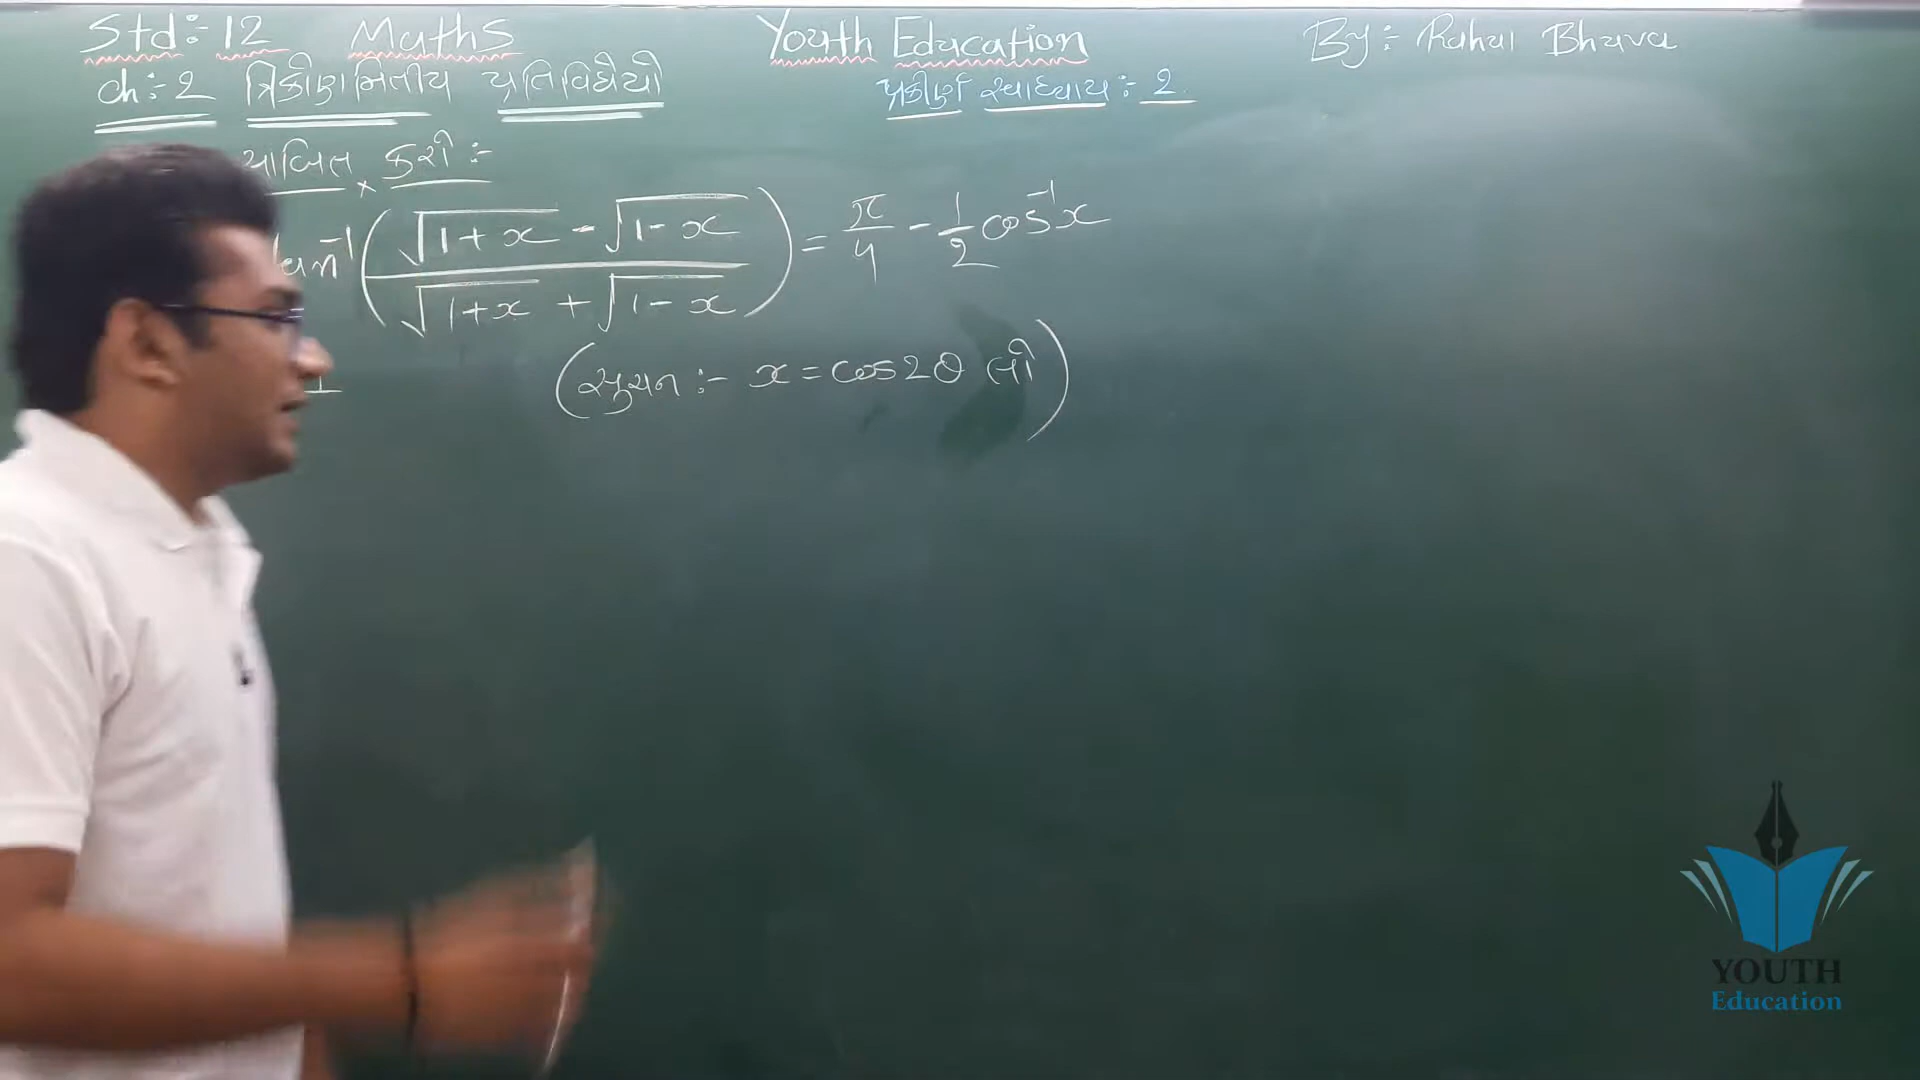 Std:- 12 Maths Youth Education By:- Rahul Bhuva
Ch:- 2 ત્રિકોણમિતીય પ્રતિવિધેયો પ્રકીર્ણ સ્વાધ્યાય :- 2
સાબિત કરો :-
tan⁻¹(√(1+x) - √(1-x) / √(1+x) + √(1-x)) = π/4 - 1/2 cos⁻¹x
(સુચન :- x = cos2θ લો)
YOUTH
Education